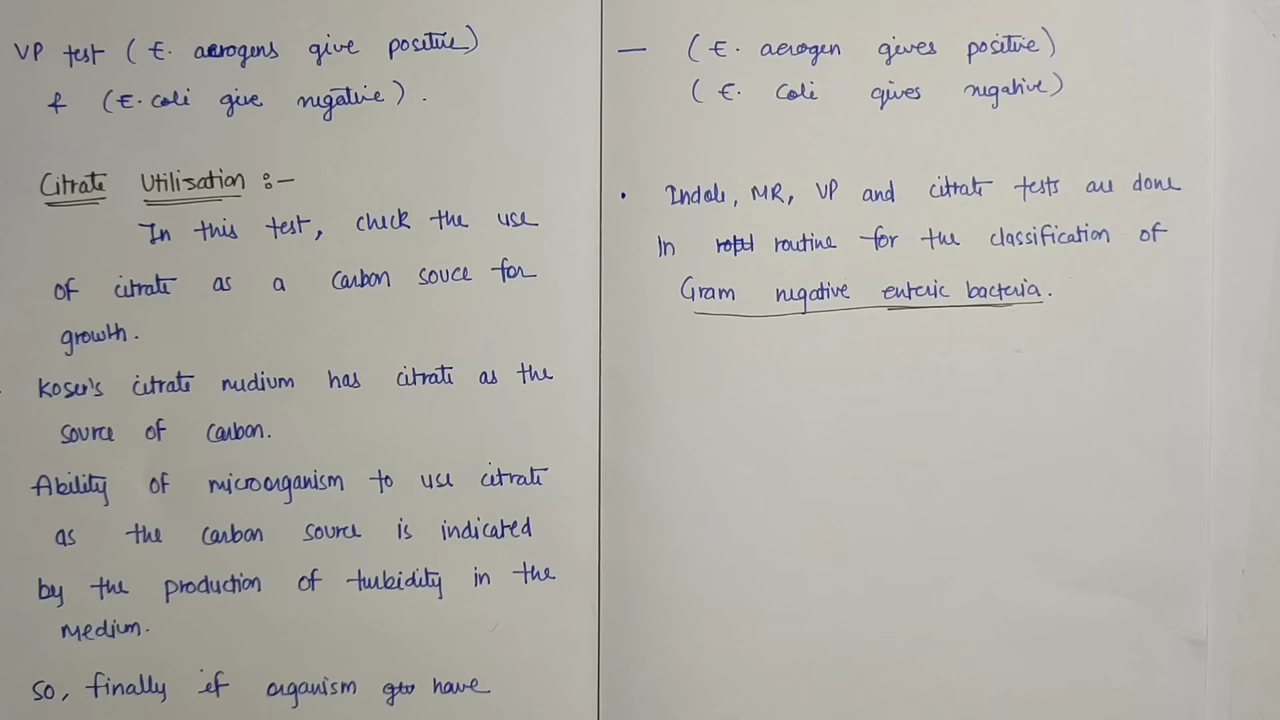 VP test ( E. aerogens give positive)
& (E. coli give negative).
Citrate Utilisation :-
In this test, check the use
of citrate as a carbon souce for
growth.
Koser's citrate medium has citrate as the
source of carbon.
Ability of microorganism to use citrate
as the carbon source is indicated
by the production of turbidity in the
medium.
So, finally if organism have
— (E. aerogen gives positive)
(E. coli gives negative)
• Indole, MR, VP and citrate tests are done
In routine for the classification of
Gram negative enteric bacteria.